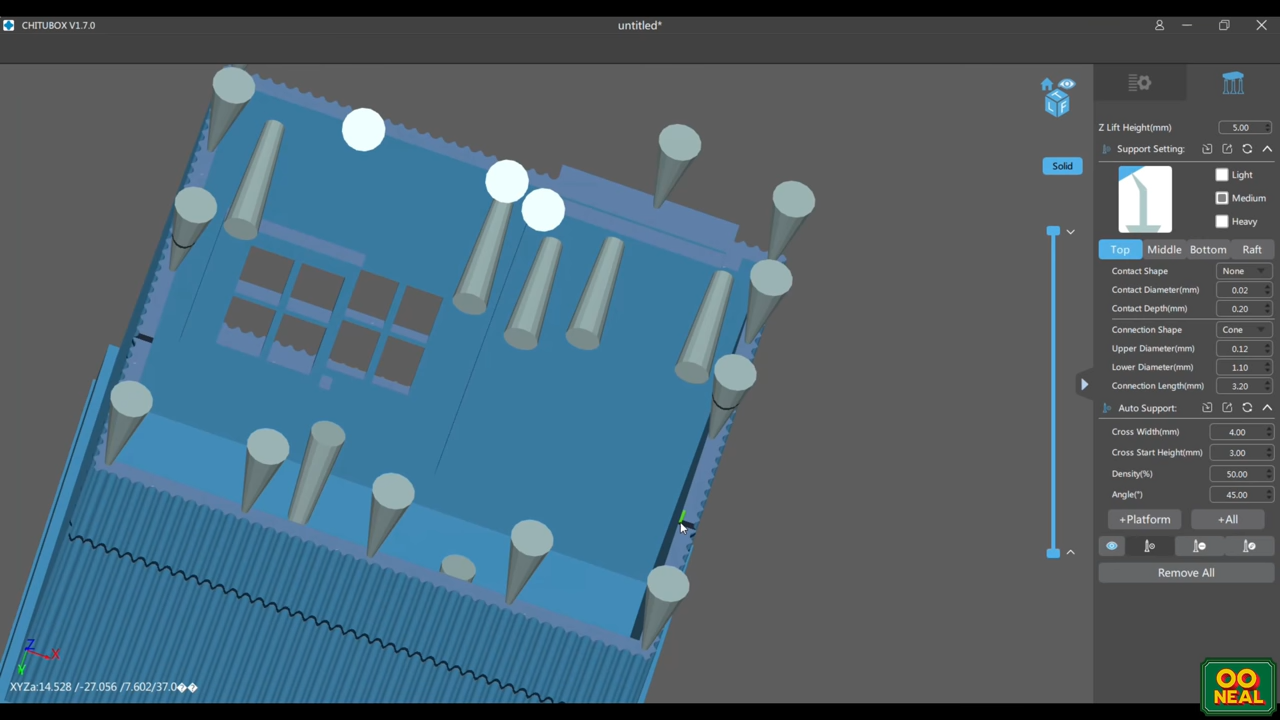 CHITUBOX V1.7.0
untitled*
Z Lift Height(mm) 5.00
Support Setting:
Light
Medium
Heavy
Top Middle Bottom Raft
Contact Shape None
Contact Diameter(mm) 0.02
Contact Depth(mm) 0.20
Connection Shape Cone
Upper Diameter(mm) 0.12
Lower Diameter(mm) 1.10
Connection Length(mm) 3.20
Auto Support:
Cross Width(mm) 4.00
Cross Start Height(mm) 3.00
Density(%) 50.00
Angle(°) 45.00
+Platform +All
Remove All
Solid
T
L F
Z
X
Y
XYZa:14.528 /-27.056 /7.602/37.0��
OO
NEAL